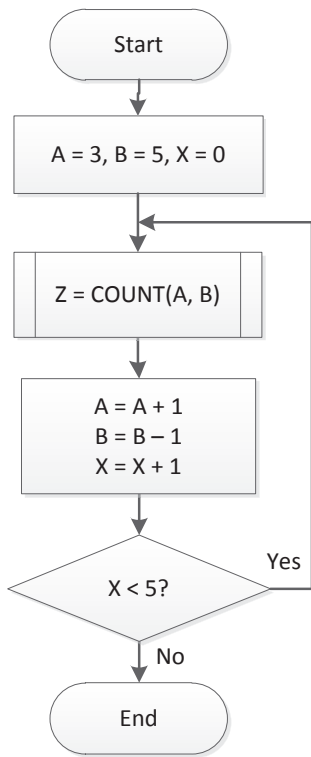 Start
A = 3, B = 5, X = 0
Z = COUNT(A, B)
A = A + 1
B = B – 1
X = X + 1
X < 5?
Yes
No
End